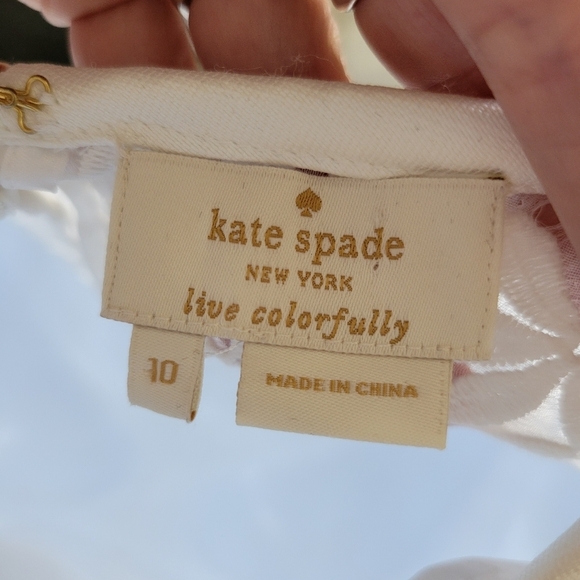 kate spade
NEW YORK
live colorfully
10
MADE IN CHINA